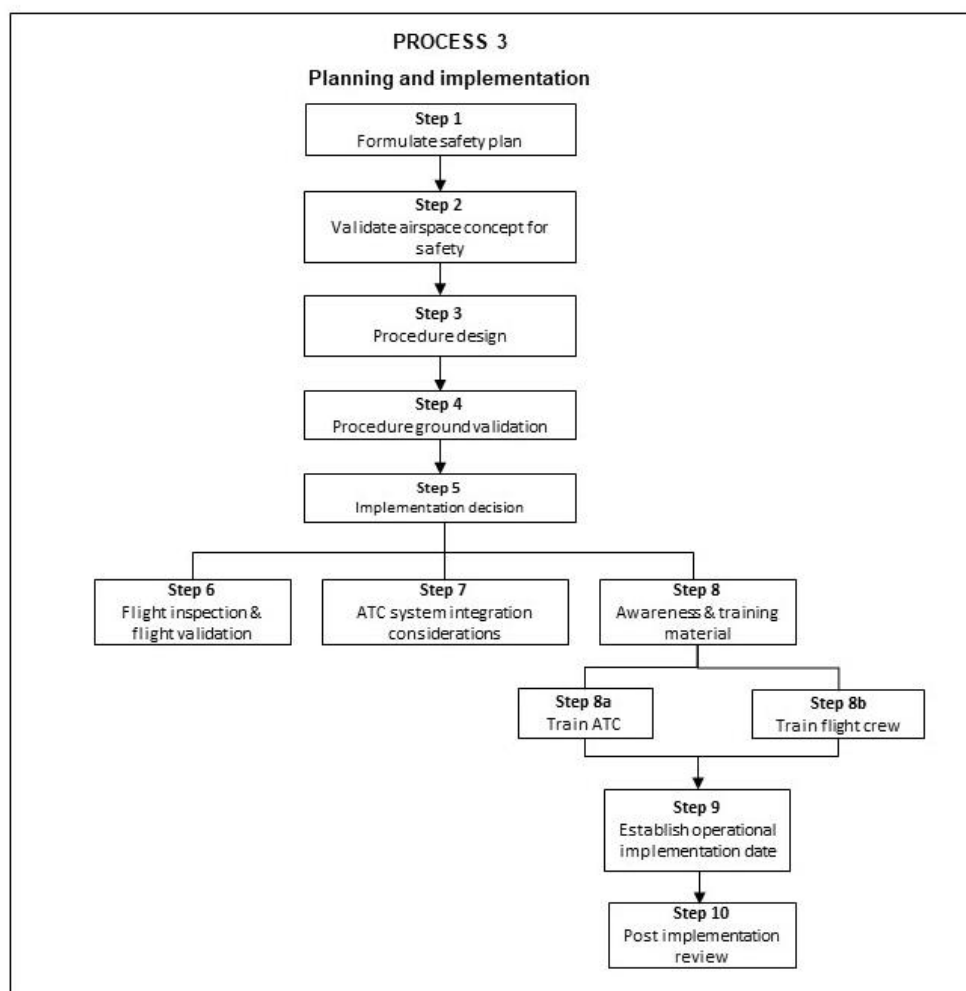 PROCESS 3
Planning and implementation
Step 1
Formulate safety plan
Step 2
Validate airspace concept for
safety
Step 3
Procedure design
Step 4
Procedure ground validation
Step 5
Implementation decision
Step 6
Flight inspection &
flight validation
Step 7
ATC system integration
considerations
Step 8
Awareness & training
material
Step 8a
Train ATC
Step 8b
Train flight crew
Step 9
Establish operational
implementation date
Step 10
Post implementation
review